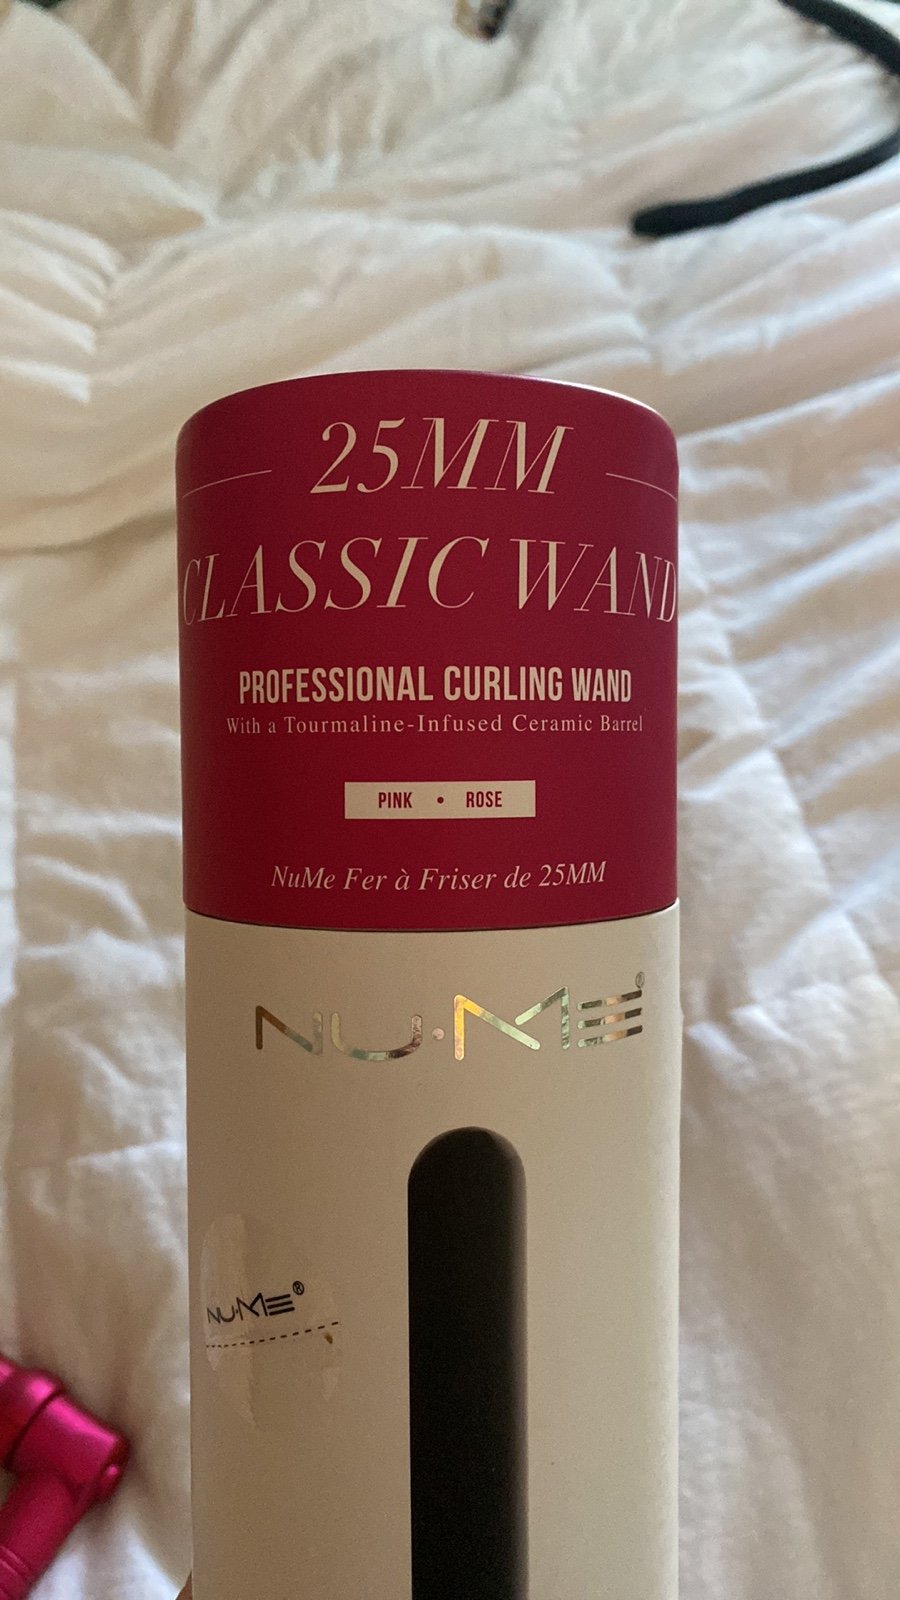 25MM
CLASSIC WAND
PROFESSIONAL CURLING WAND
With a Tourmaline-Infused Ceramic Barrel
PINK • ROSE
NuMe Fer à Friser de 25MM
NU·ME®
NU·ME®